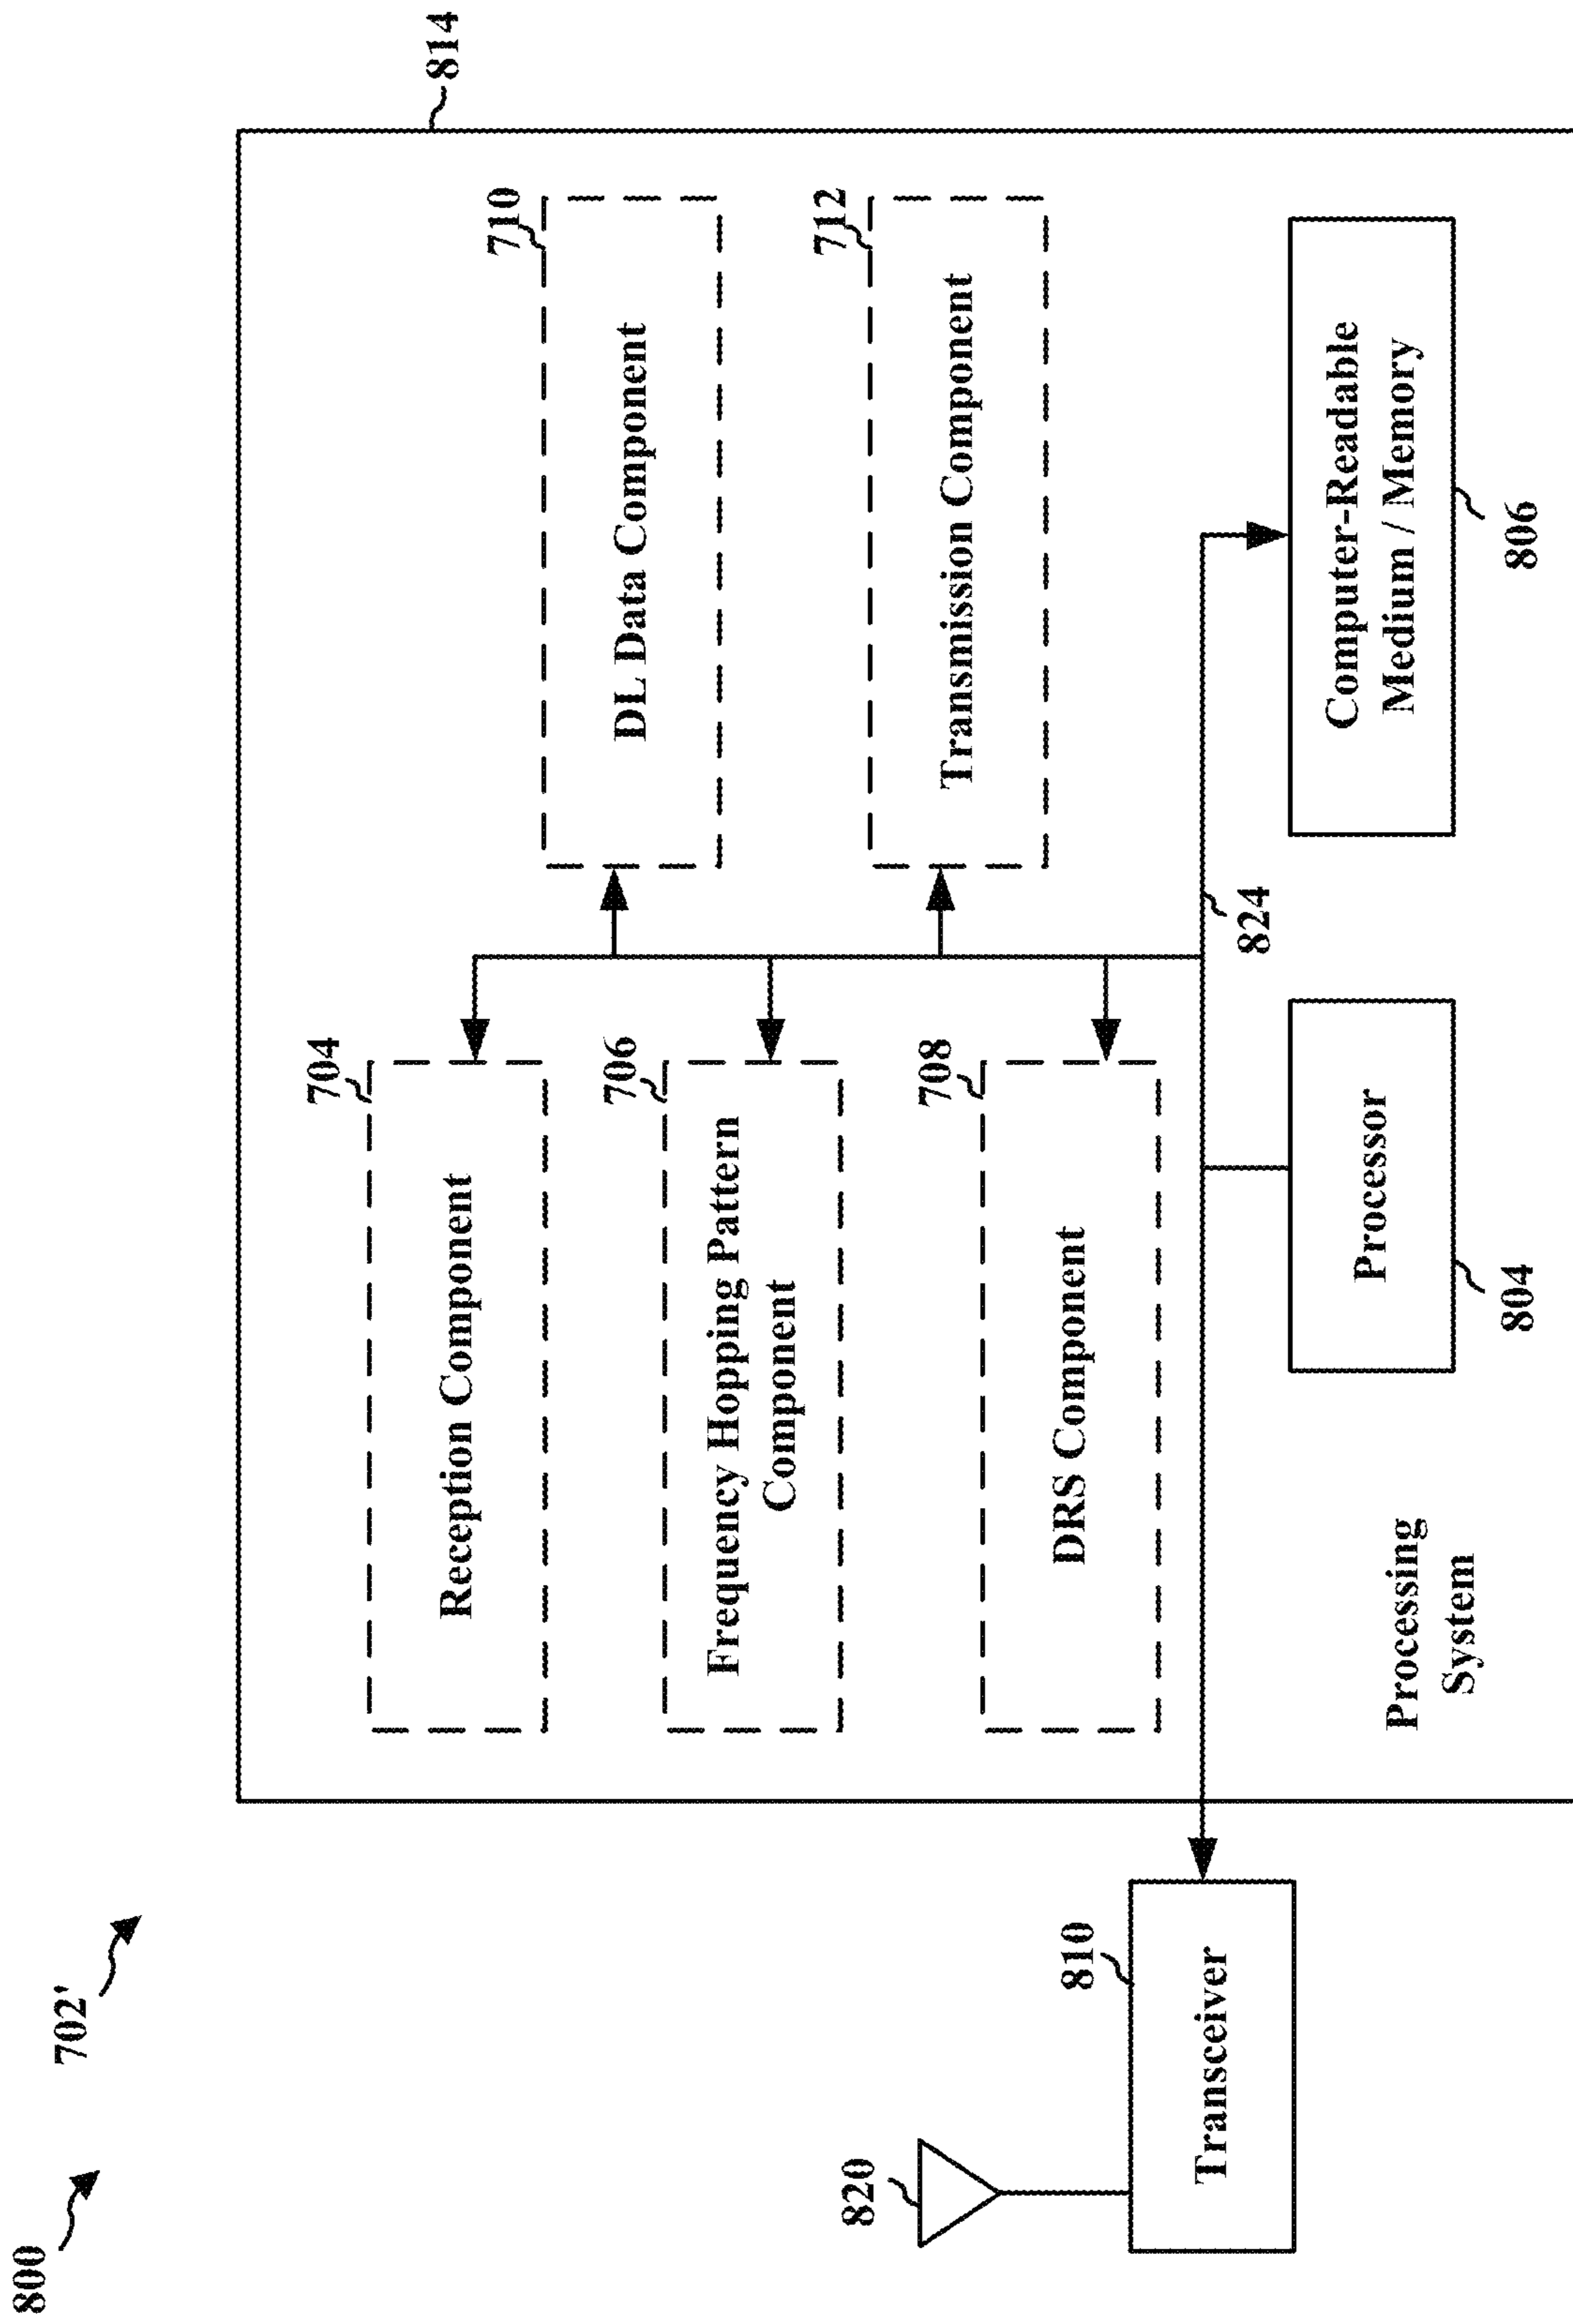 800
702'
814
704
Reception Component
710
DL Data Component
706
Frequency Hopping Pattern
Component
712
Transmission Component
708
DRS Component
820
810
Transceiver
824
Processor
804
Computer-Readable
Medium / Memory
806
Processing
System